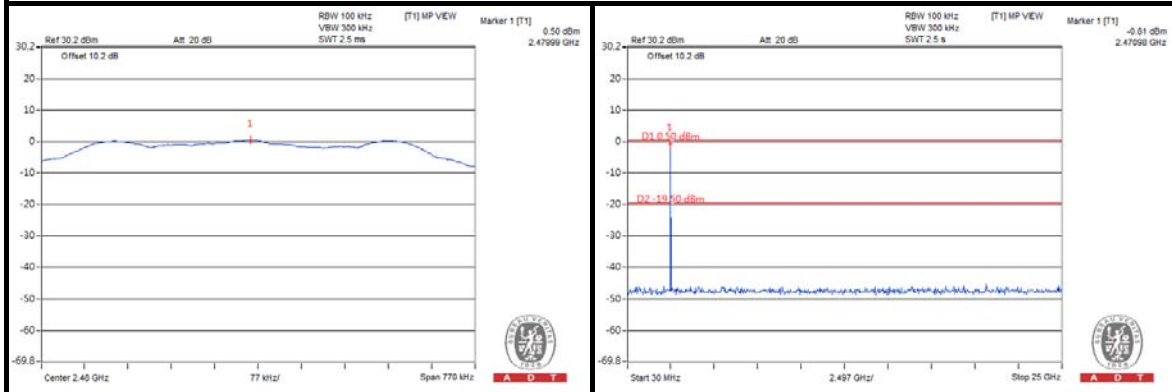 RBW 100 kHz [T1] MP VIEW Marker 1 [T1]
VBW 300 kHz 0.50 dBm
Ref 30.2 dBm Att 20 dB SWT 2.5 ms 2.47999 GHz
30.2
Offset 10.2 dB
20
10
1
0
-10
-20
-30
-40
-50
-60
-69.8
Center 2.48 GHz 77 kHz/ Span 770 kHz
BUREAU VERITAS
1828
A D T
RBW 100 kHz [T1] MP VIEW Marker 1 [T1]
VBW 300 kHz -0.81 dBm
Ref 30.2 dBm Att 20 dB SWT 2.5 s 2.47098 GHz
30.2
Offset 10.2 dB
20
10
1
D1 0.50 dBm
0
-10
D2 -19.50 dBm
-20
-30
-40
-50
-60
-69.8
Start 30 MHz 2.497 GHz/ Stop 25 GHz
BUREAU VERITAS
1828
A D T